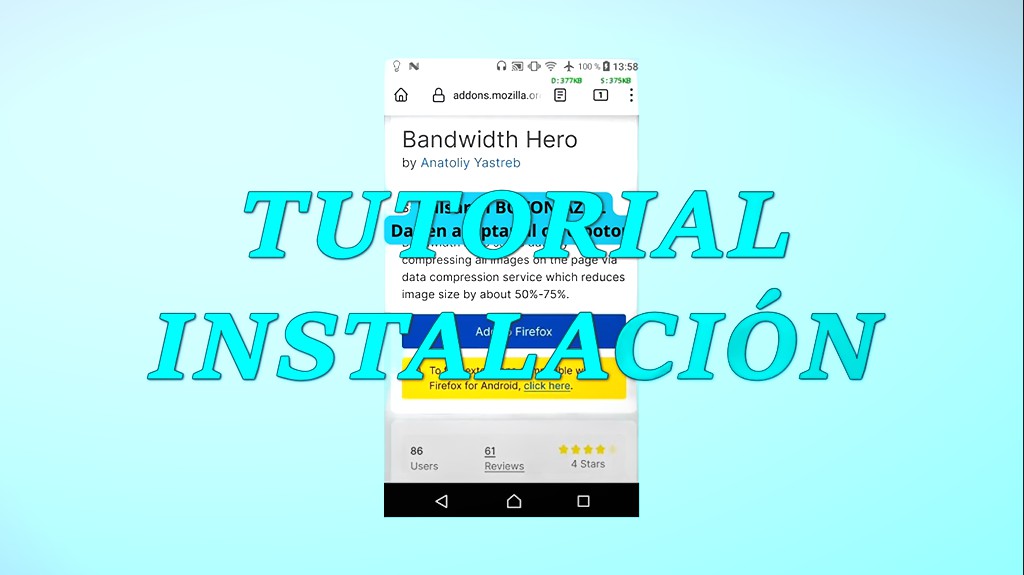 100 % 13:58
D:377KB S:375KB
addons.mozilla.or
1
Bandwidth Hero
by Anatoliy Yastreb
TUTORIAL
compressing all images on the page via
data compression service which reduces
image size by about 50%-75%.
Firefox
INSTALACIÓN
Firefox for Android, click here.
86 61
Users Reviews 4 Stars